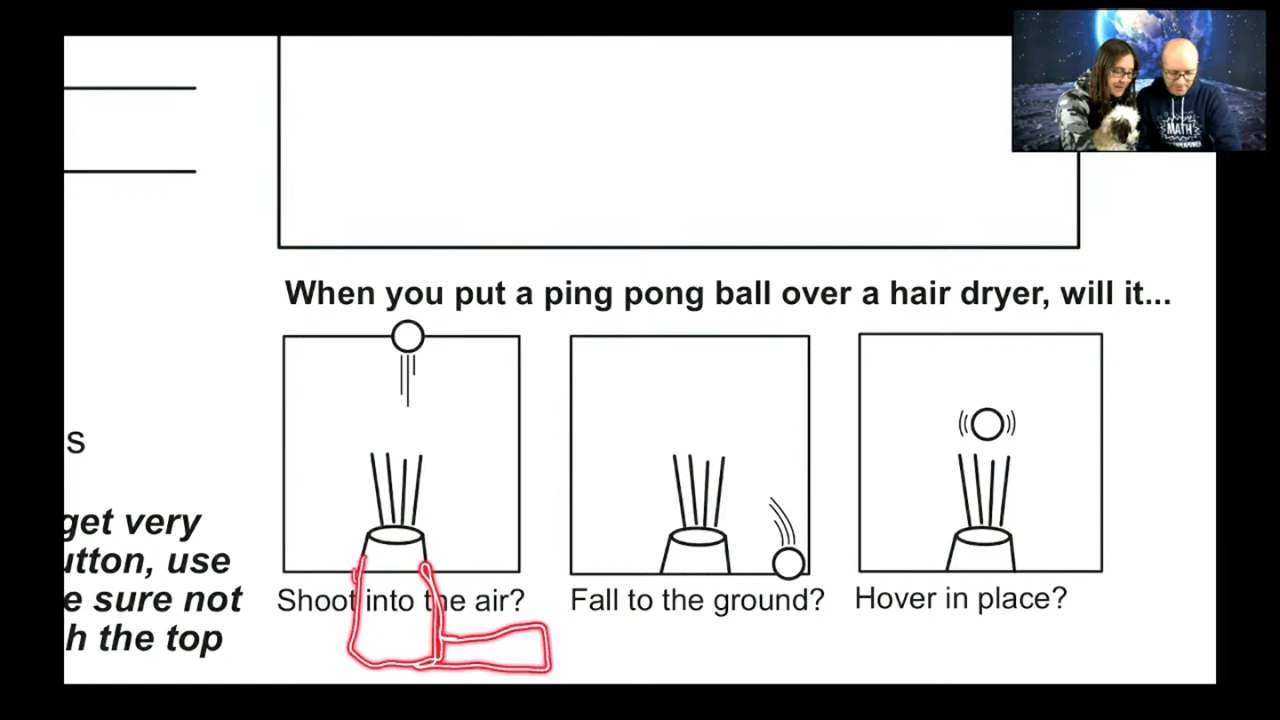 When you put a ping pong ball over a hair dryer, will it...
s
get very
utton, use
e sure not
h the top
Shoot into the air?
Fall to the ground?
Hover in place?
MATH